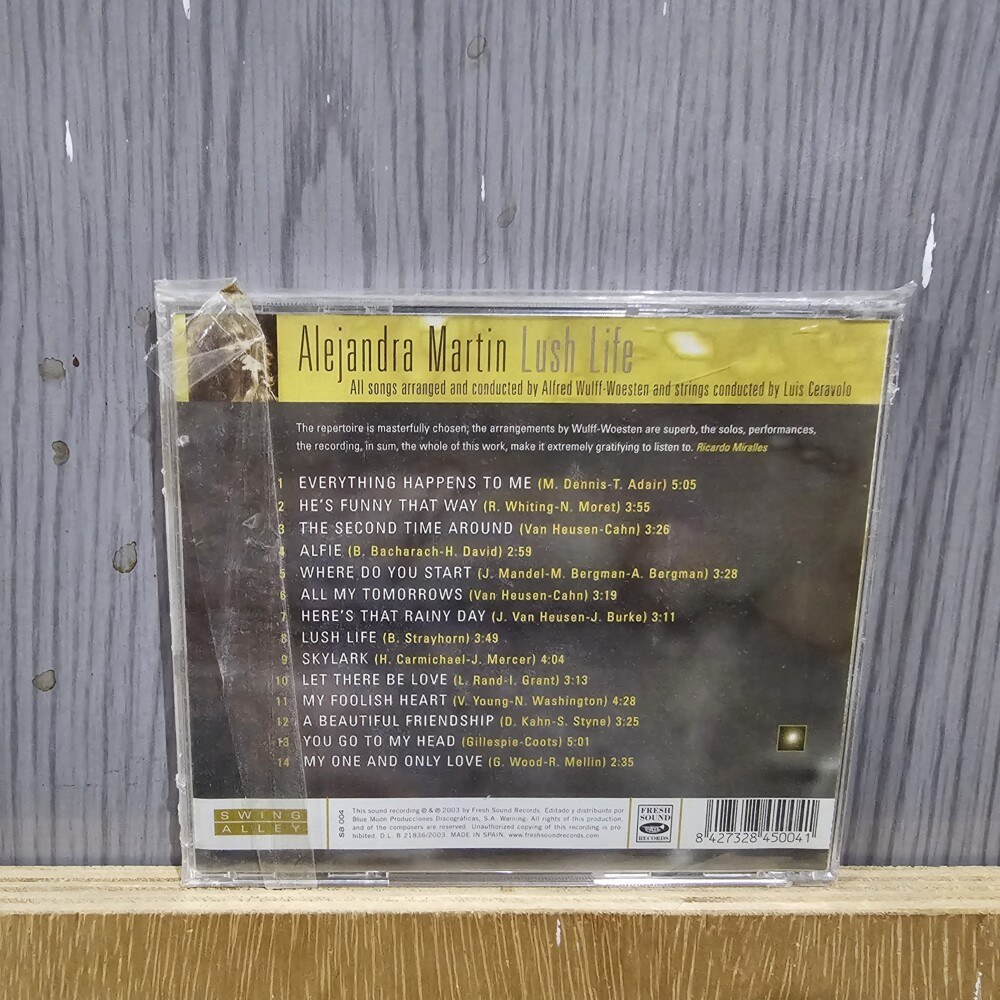 Alejandra Martin Lush Life
All songs arranged and conducted by Alfred Wulff-Woesten and strings conducted by Luis Ceravolo
The repertoire is masterfully chosen; the arrangements by Wulff-Woesten are superb, the solos, performances,
the recording, in sum, the whole of this work, make it extremely gratifying to listen to. Ricardo Miralles
1 EVERYTHING HAPPENS TO ME (M. Dennis-T. Adair) 5:05
2 HE'S FUNNY THAT WAY (R. Whiting-N. Moret) 3:55
3 THE SECOND TIME AROUND (Van Heusen-Cahn) 3:26
4 ALFIE (B. Bacharach-H. David) 2:59
5 WHERE DO YOU START (J. Mandel-M. Bergman-A. Bergman) 3:28
6 ALL MY TOMORROWS (Van Heusen-Cahn) 3:19
7 HERE'S THAT RAINY DAY (J. Van Heusen-J. Burke) 3:11
8 LUSH LIFE (B. Strayhorn) 3:49
9 SKYLARK (H. Carmichael-J. Mercer) 4:04
10 LET THERE BE LOVE (L. Rand-I. Grant) 3:13
11 MY FOOLISH HEART (V. Young-N. Washington) 4:28
12 A BEAUTIFUL FRIENDSHIP (D. Kahn-S. Styne) 3:25
13 YOU GO TO MY HEAD (Gillespie-Coots) 5:01
14 MY ONE AND ONLY LOVE (G. Wood-R. Mellin) 2:35
SWING
ALLEY
sa 004
This sound recording © & ℗ 2003 by Fresh Sound Records. Editado y distribuido por
Blue Moon Producciones Discográficas, S.A. Warning: All rights of this production,
and of the composers are reserved. Unauthorized copying of this recording is pro-
hibited. D.L. B 21836/2003. MADE IN SPAIN. www.freshsoundrecords.com
FRESH
SOUND
RECORDS
8 427328 450041